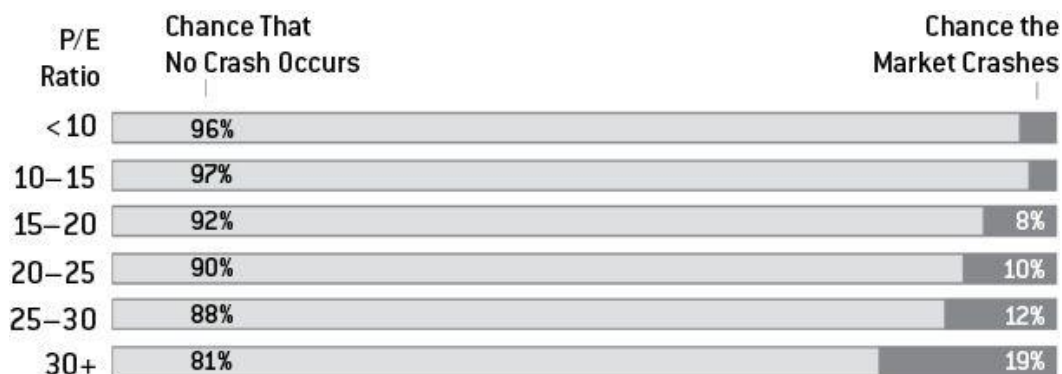 P/E
Ratio
Chance That
No Crash Occurs
Chance the
Market Crashes
<10 96%
10–15 97%
15–20 92% 8%
20–25 90% 10%
25–30 88% 12%
30+ 81% 19%